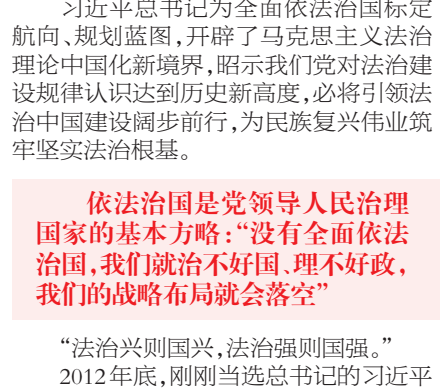 习近平总书记为全面依法治国标定
航向、规划蓝图，开辟了马克思主义法治
理论中国化新境界，昭示我们党对法治建
设规律认识达到历史新高度，必将引领法
治中国建设阔步前行，为民族复兴伟业筑
牢坚实法治根基。
依法治国是党领导人民治理
国家的基本方略：“没有全面依法
治国，我们就治不好国、理不好政，
我们的战略布局就会落空”
“法治兴则国兴，法治强则国强。”
2012年底，刚刚当选总书记的习近平